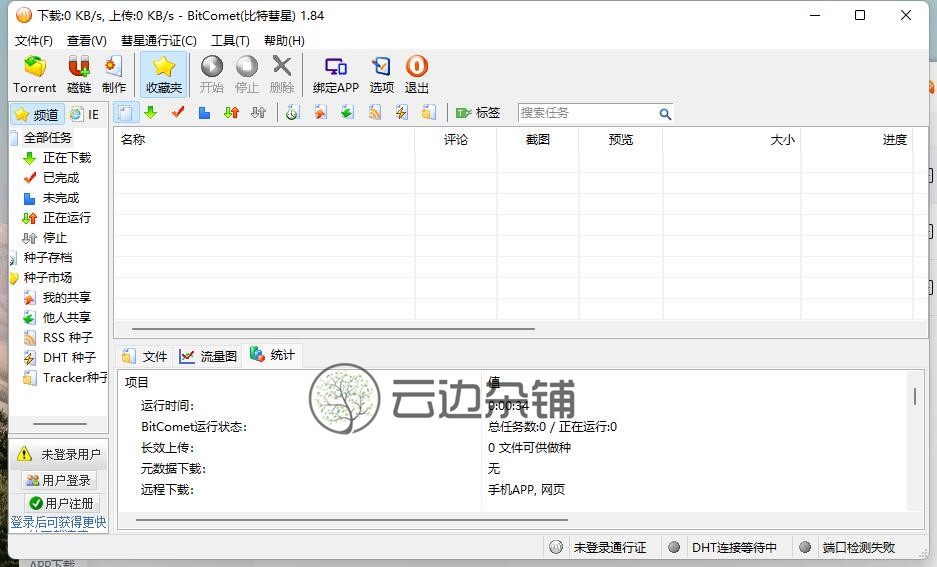 下载:0 KB/s, 上传:0 KB/s - BitComet(比特彗星) 1.84
文件(F) 查看(V) 彗星通行证(C) 工具(T) 帮助(H)
Torrent 磁链 制作 收藏夹 开始 停止 删除 绑定APP 选项 退出
频道 IE 标签 搜索任务
全部任务
正在下载
已完成
未完成
正在运行
停止
种子存档
种子市场
我的共享
他人共享
RSS 种子
DHT 种子
Tracker种子
名称 评论 截图 预览 大小 进度
文件 流量图 统计
项目 值
运行时间: 0:00:34
BitComet运行状态: 总任务数:0 / 正在运行:0
长效上传: 0 文件可供做种
元数据下载: 无
远程下载: 手机APP, 网页
云边杂铺
未登录用户
用户登录
用户注册
登录后可获得更快
未登录通行证 DHT连接等待中 端口检测失败
APP下载